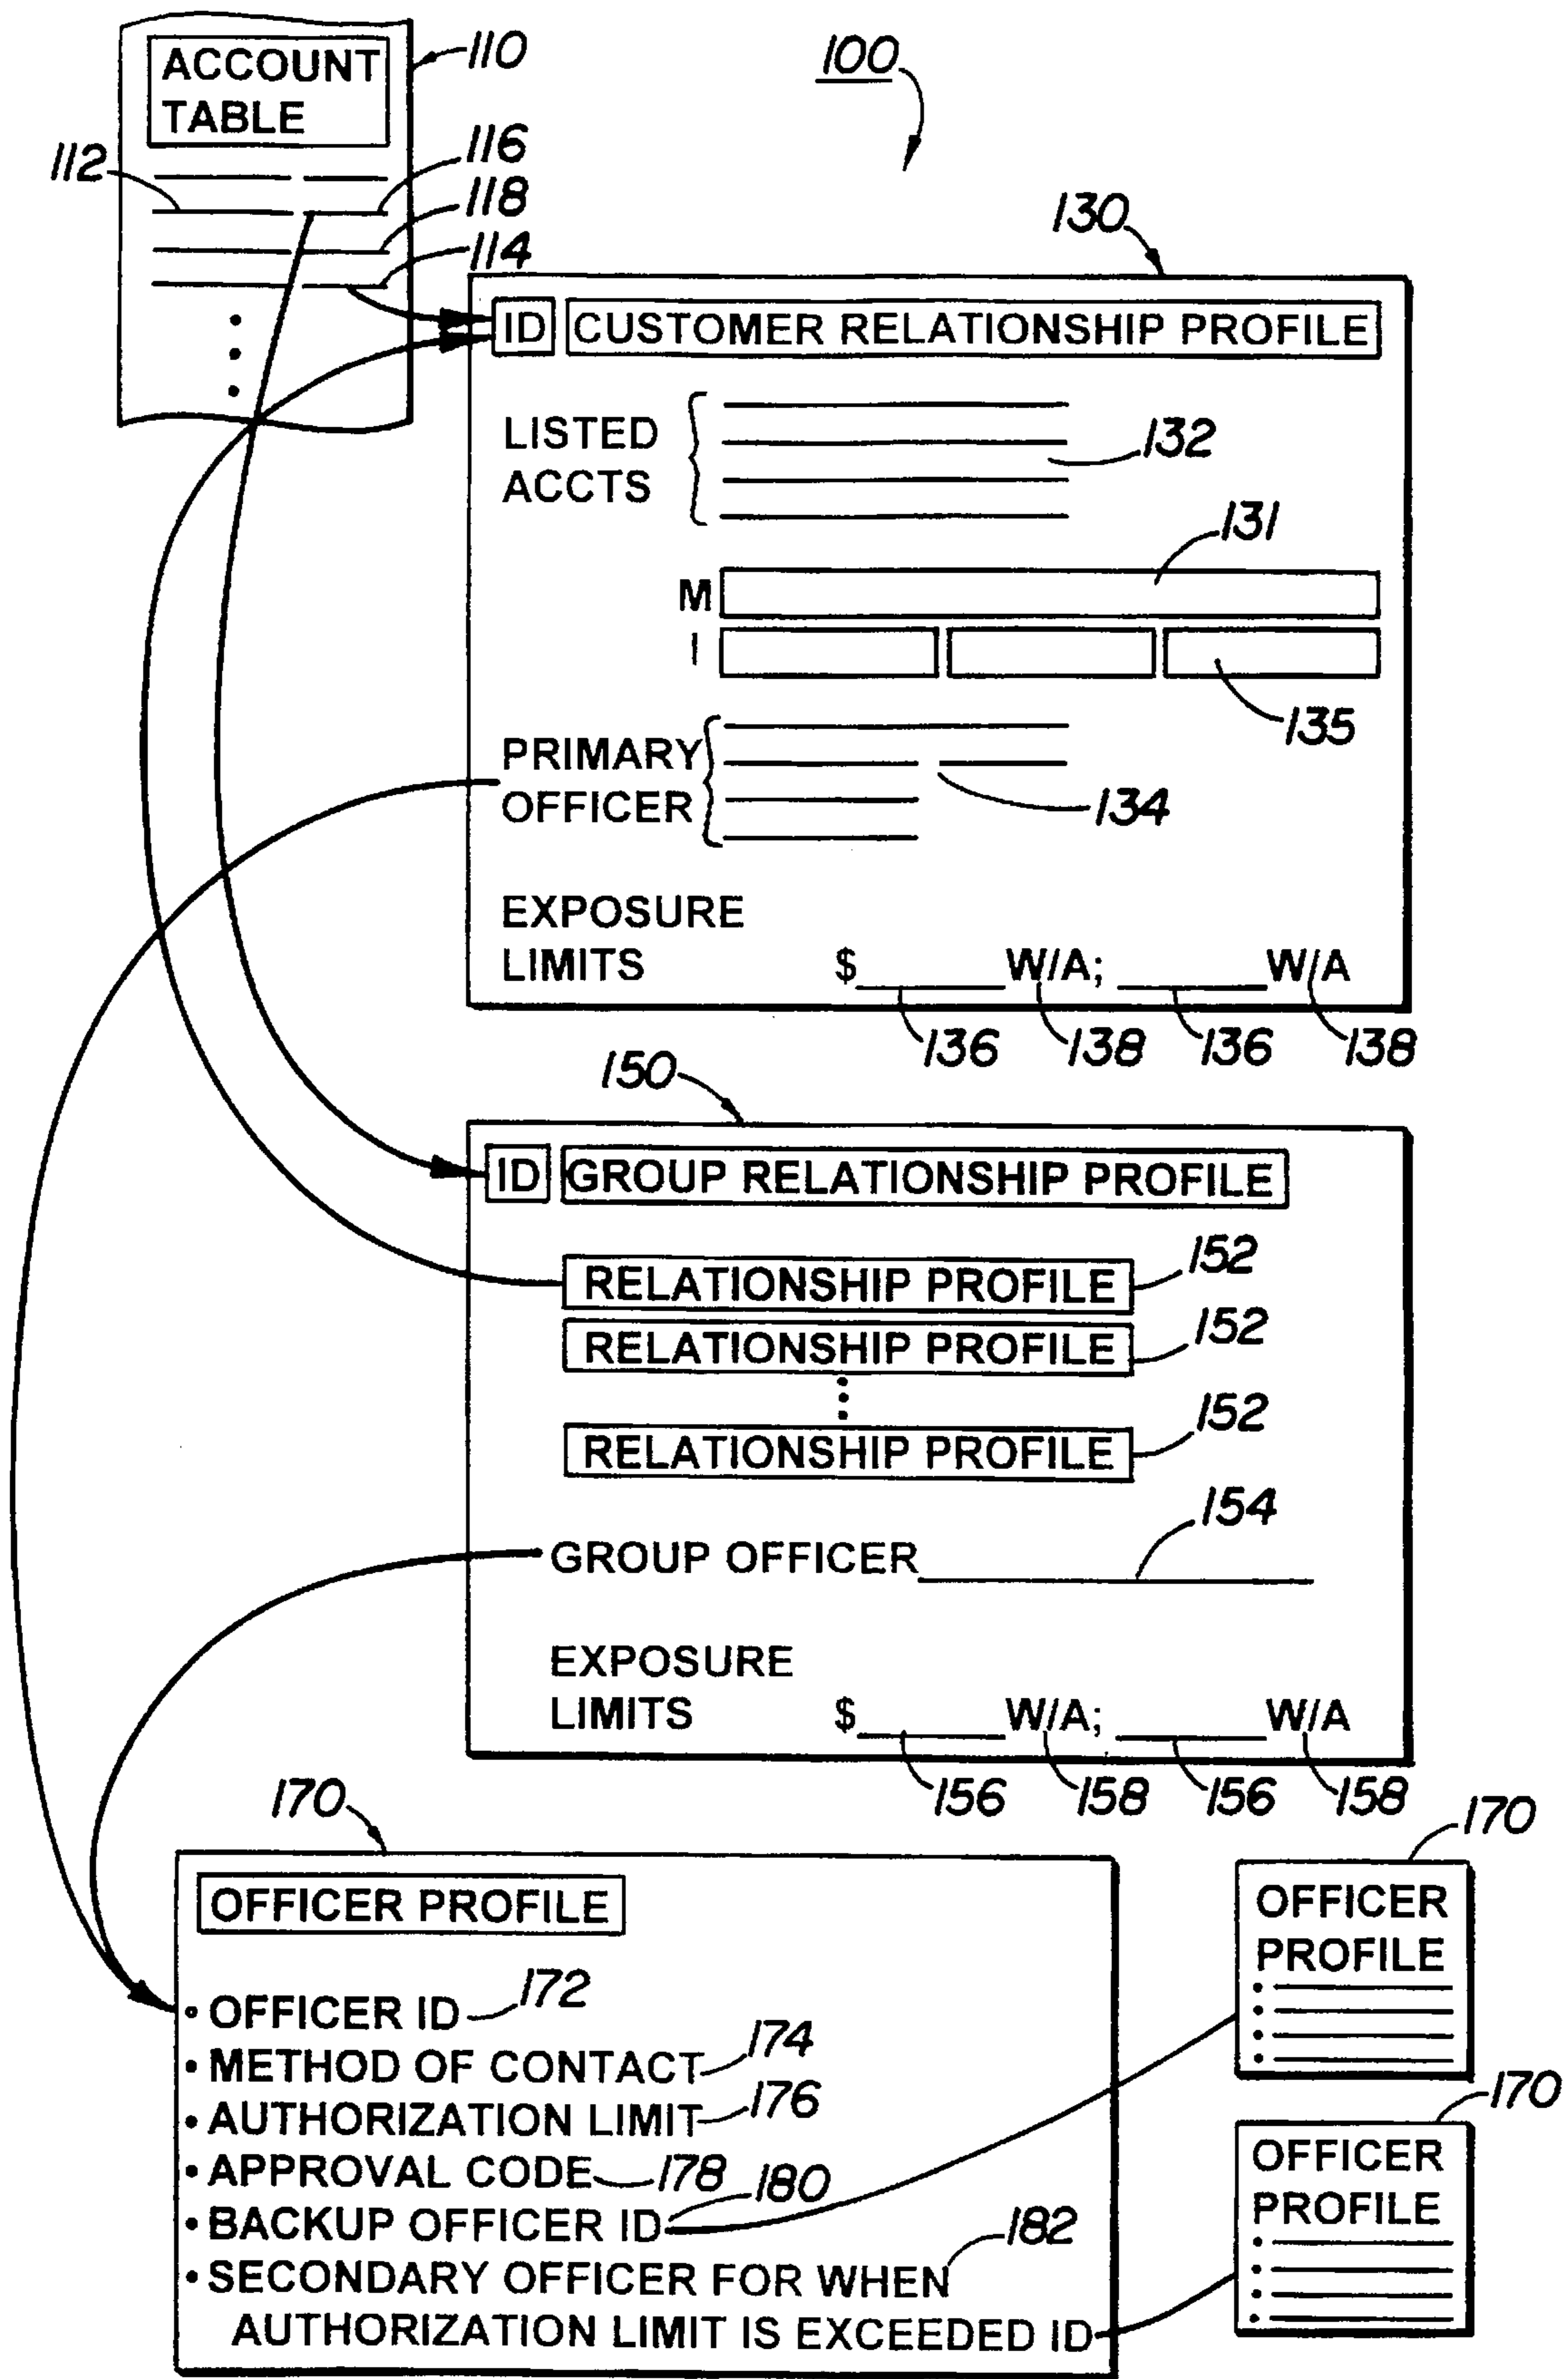 ACCOUNT
TABLE
110
100
112
116
118
114
130
ID CUSTOMER RELATIONSHIP PROFILE
LISTED
ACCTS
132
131
M
I
135
PRIMARY
OFFICER
134
EXPOSURE
LIMITS $ W/A; W/A
136 138 136 138
150
ID GROUP RELATIONSHIP PROFILE
RELATIONSHIP PROFILE 152
RELATIONSHIP PROFILE 152
RELATIONSHIP PROFILE 152
154
GROUP OFFICER
EXPOSURE
LIMITS $ W/A; W/A
156 158 156 158
170
OFFICER PROFILE
• OFFICER ID 172
• METHOD OF CONTACT 174
• AUTHORIZATION LIMIT 176
• APPROVAL CODE 178
• BACKUP OFFICER ID 180
• SECONDARY OFFICER FOR WHEN 182
AUTHORIZATION LIMIT IS EXCEEDED ID
170
OFFICER
PROFILE
170
OFFICER
PROFILE